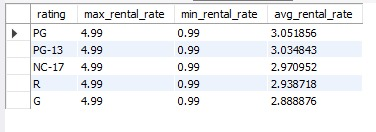 rating max_rental_rate min_rental_rate avg_rental_rate
PG 4.99 0.99 3.051856
PG-13 4.99 0.99 3.034843
NC-17 4.99 0.99 2.970952
R 4.99 0.99 2.938718
G 4.99 0.99 2.888876